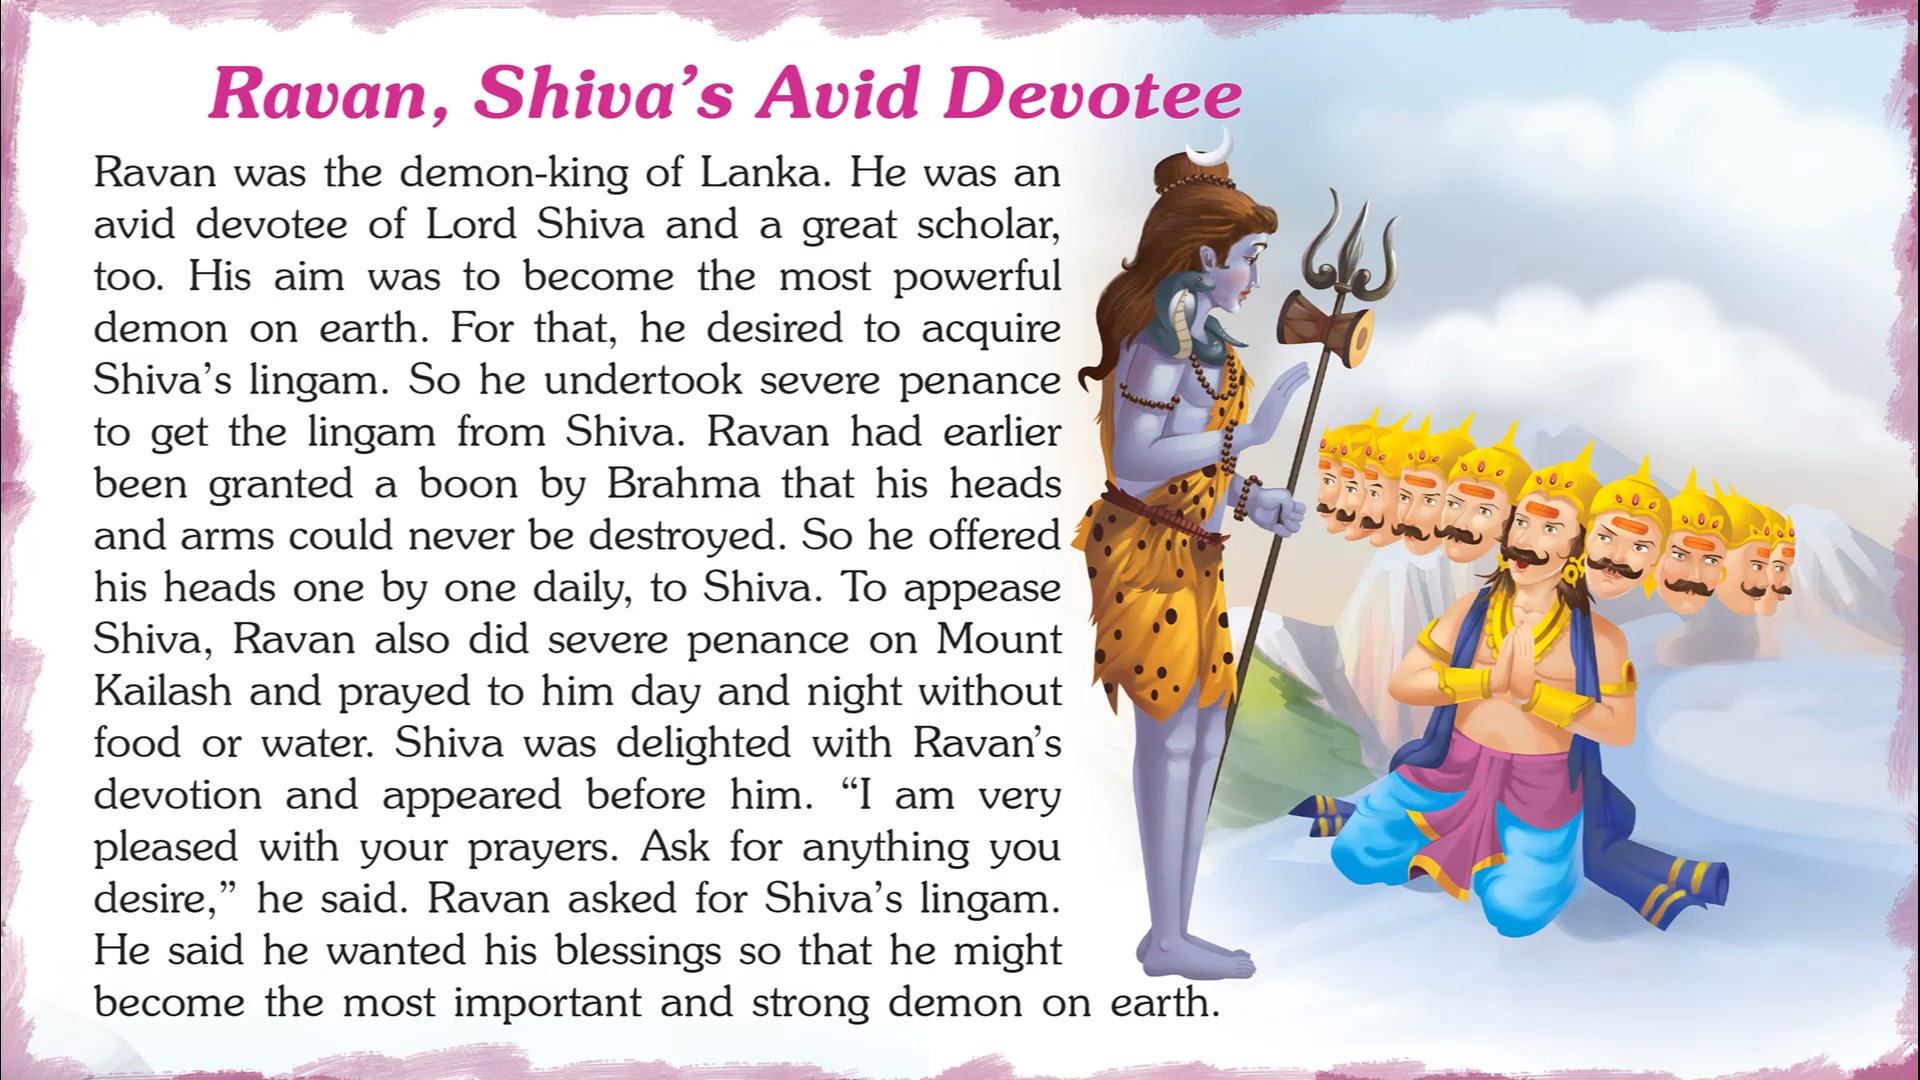 Ravan, Shiva’s Avid Devotee
Ravan was the demon-king of Lanka. He was an
avid devotee of Lord Shiva and a great scholar,
too. His aim was to become the most powerful
demon on earth. For that, he desired to acquire
Shiva’s lingam. So he undertook severe penance
to get the lingam from Shiva. Ravan had earlier
been granted a boon by Brahma that his heads
and arms could never be destroyed. So he offered
his heads one by one daily, to Shiva. To appease
Shiva, Ravan also did severe penance on Mount
Kailash and prayed to him day and night without
food or water. Shiva was delighted with Ravan’s
devotion and appeared before him. “I am very
pleased with your prayers. Ask for anything you
desire,” he said. Ravan asked for Shiva’s lingam.
He said he wanted his blessings so that he might
become the most important and strong demon on earth.